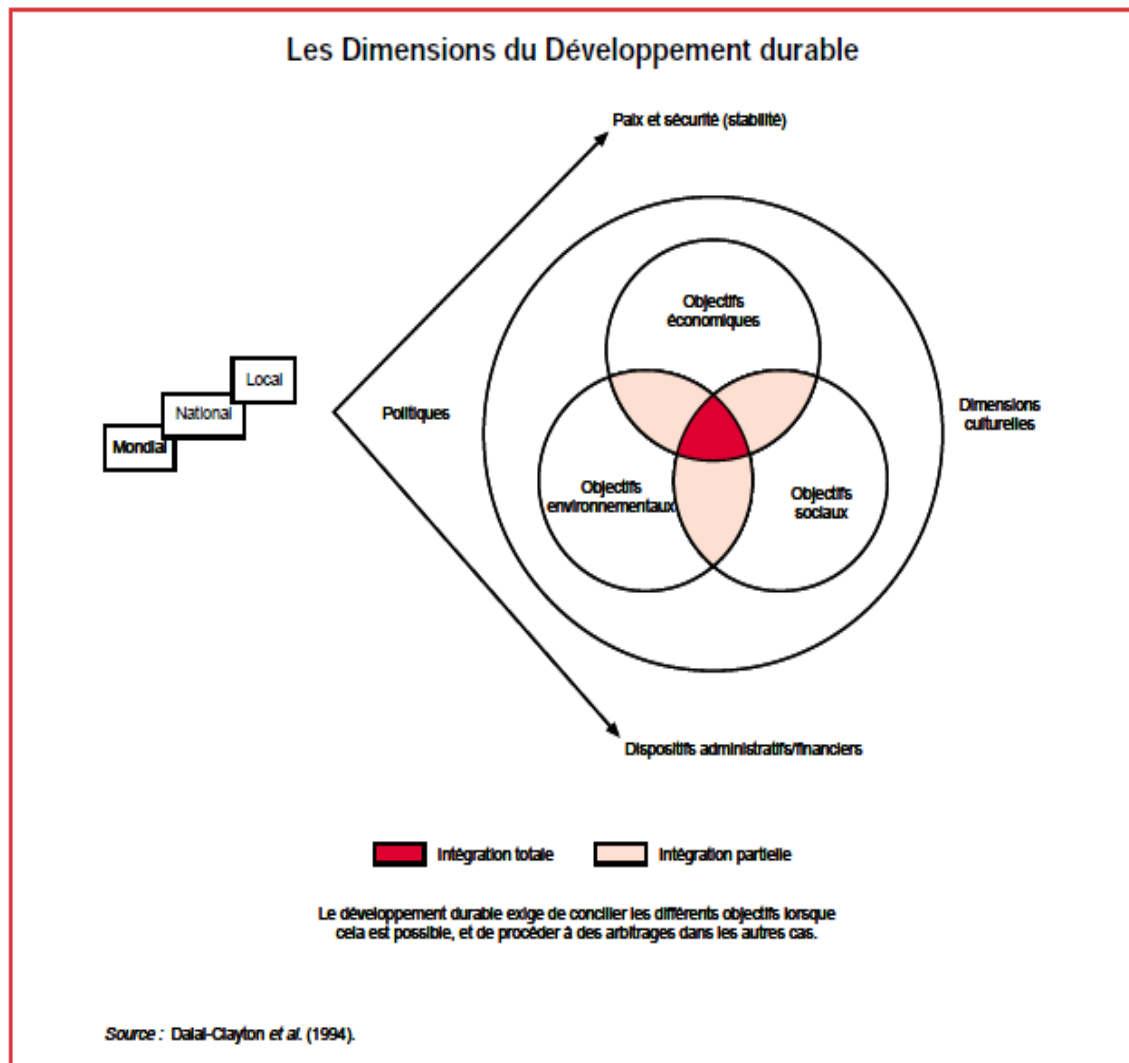 Les Dimensions du Développement durable
Paix et sécurité (stabilité)
Objectifs
économiques
Local
National
Mondial
Politiques
Dimensions
culturelles
Objectifs
environnementaux
Objectifs
sociaux
Dispositifs administratifs/financiers
Intégration totale
Intégration partielle
Le développement durable exige de concilier les différents objectifs lorsque
cela est possible, et de procéder à des arbitrages dans les autres cas.
Source : Dalal-Clayton et al. (1994).